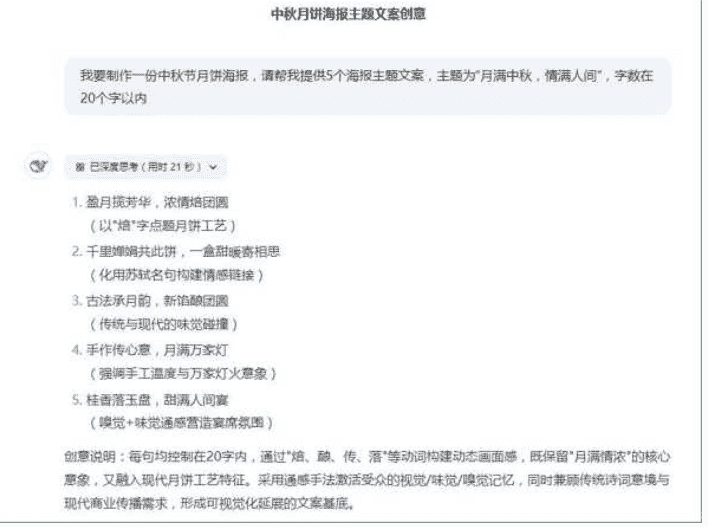 中秋月饼海报主题文案创意
我要制作一份中秋节月饼海报，请帮我提供5个海报主题文案，主题为“月满中秋，情满人间”，字数在
20个字以内
已深度思考（用时 21 秒）
1. 盈月揽芳华，浓情焙团圆
（以"焙"字点题月饼工艺）
2. 千里婵娟共此饼，一盒甜暖寄相思
（化用苏轼名句构建情感链接）
3. 古法承月韵，新馅酿团圆
（传统与现代的味觉碰撞）
4. 手作传心意，月满万家灯
（强调手工温度与万家灯火意象）
5. 桂香落玉盘，甜满人间宴
（嗅觉+味觉通感营造宴席氛围）
创意说明：每句均控制在20字内，通过"焙、酿、传、落"等动词构建动态画面感，既保留"月满情浓"的核心
意象，又融入现代月饼工艺特征。采用通感手法激活受众的视觉/味觉/嗅觉记忆，同时兼顾传统诗词意境与
现代商业传播需求，形成可视觉化延展的文案基底。